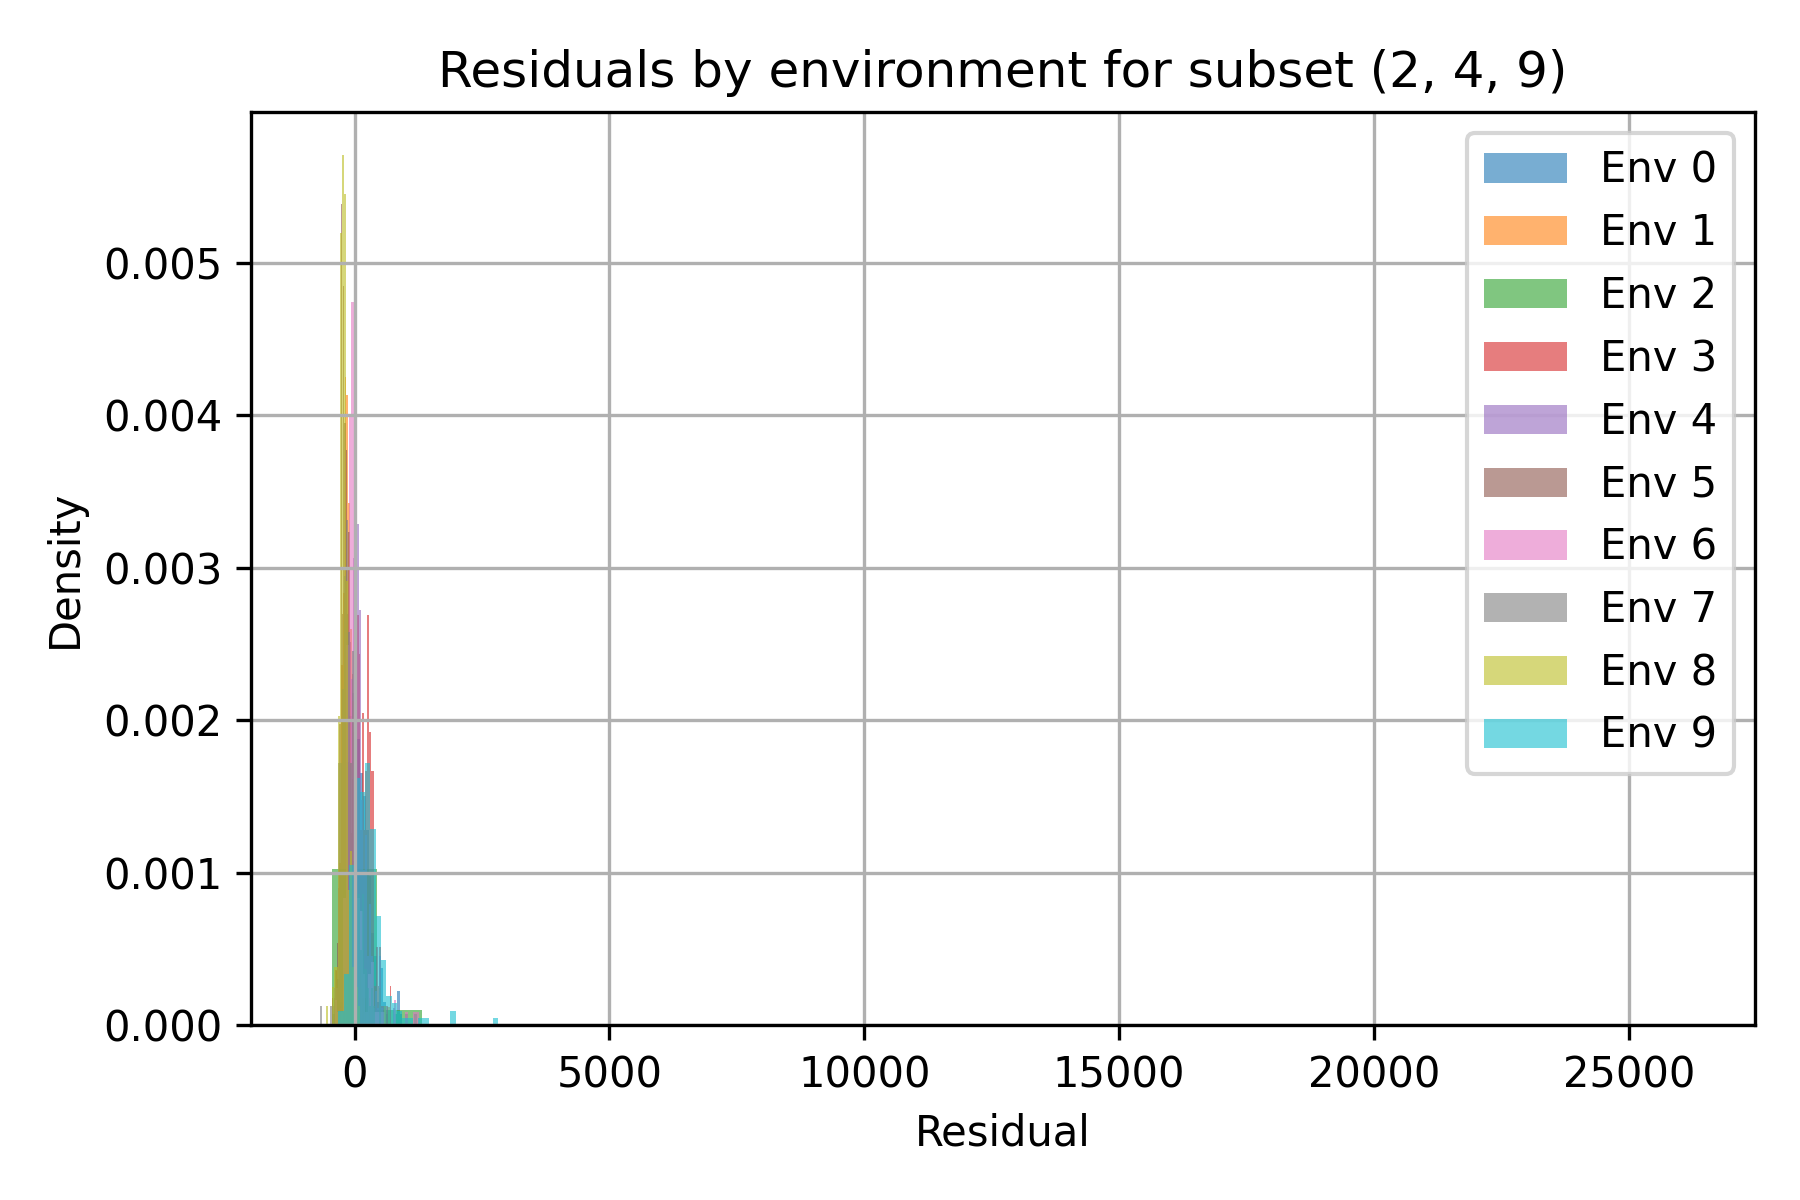 Residuals by environment for subset (2, 4, 9)
Density
0.005
0.004
0.003
0.002
0.001
0.000
0
5000
10000
15000
20000
25000
Residual
Env 0
Env 1
Env 2
Env 3
Env 4
Env 5
Env 6
Env 7
Env 8
Env 9